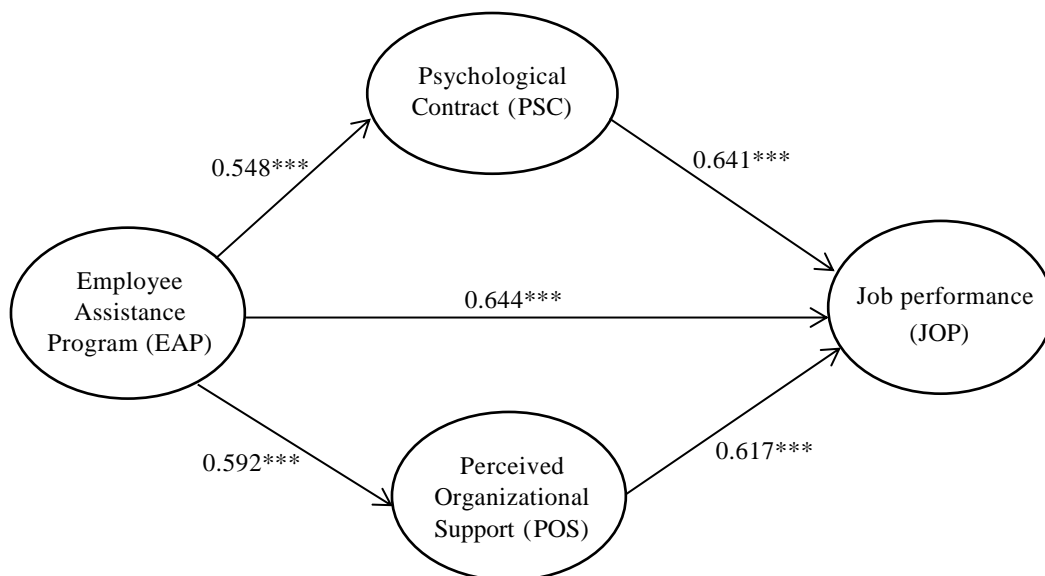 Psychological
Contract (PSC)
0.548***
0.641***
Employee
Assistance
Program (EAP)
0.644***
Job performance
(JOP)
0.592***
0.617***
Perceived
Organizational
Support (POS)